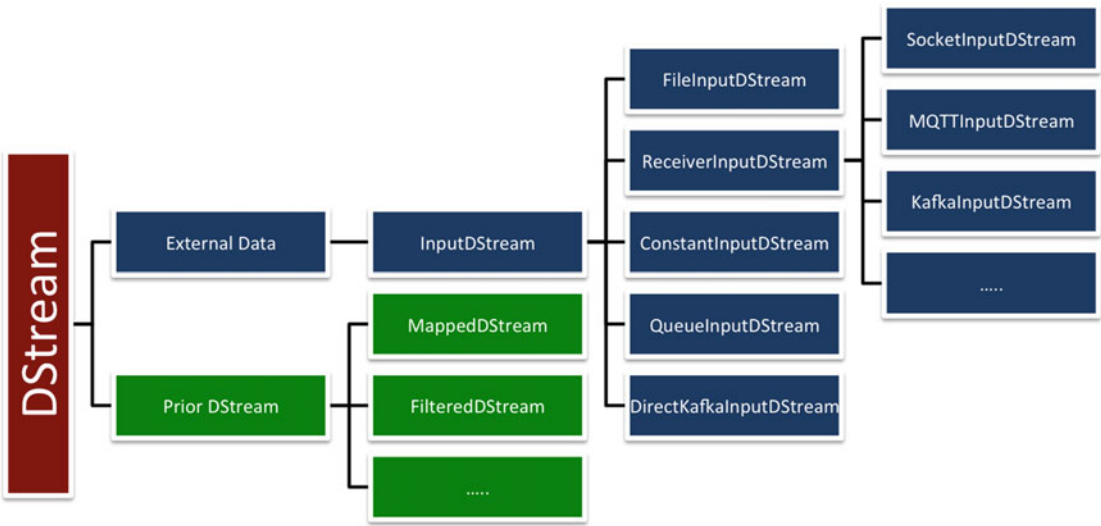 DStream
External Data
Prior DStream
InputDStream
MappedDStream
FilteredDStream
.....
FileInputDStream
ReceiverInputDStream
ConstantInputDStream
QueueInputDStream
DirectKafkaInputDStream
SocketInputDStream
MQTTInputDStream
KafkaInputDStream
.....